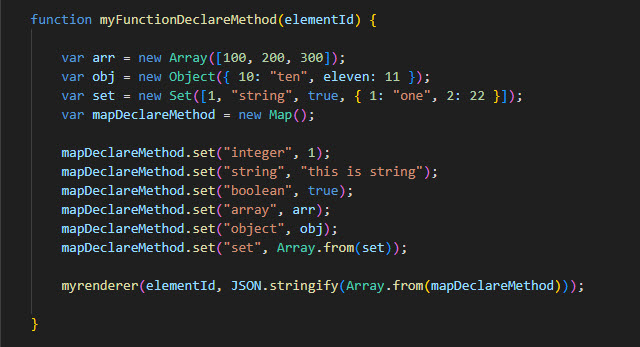 function myFunctionDeclareMethod(elementId) {
var arr = new Array([100, 200, 300]);
var obj = new Object({ 10: "ten", eleven: 11 });
var set = new Set([1, "string", true, { 1: "one", 2: 22 }]);
var mapDeclareMethod = new Map();
mapDeclareMethod.set("integer", 1);
mapDeclareMethod.set("string", "this is string");
mapDeclareMethod.set("boolean", true);
mapDeclareMethod.set("array", arr);
mapDeclareMethod.set("object", obj);
mapDeclareMethod.set("set", Array.from(set));
myrenderer(elementId, JSON.stringify(Array.from(mapDeclareMethod)));
}